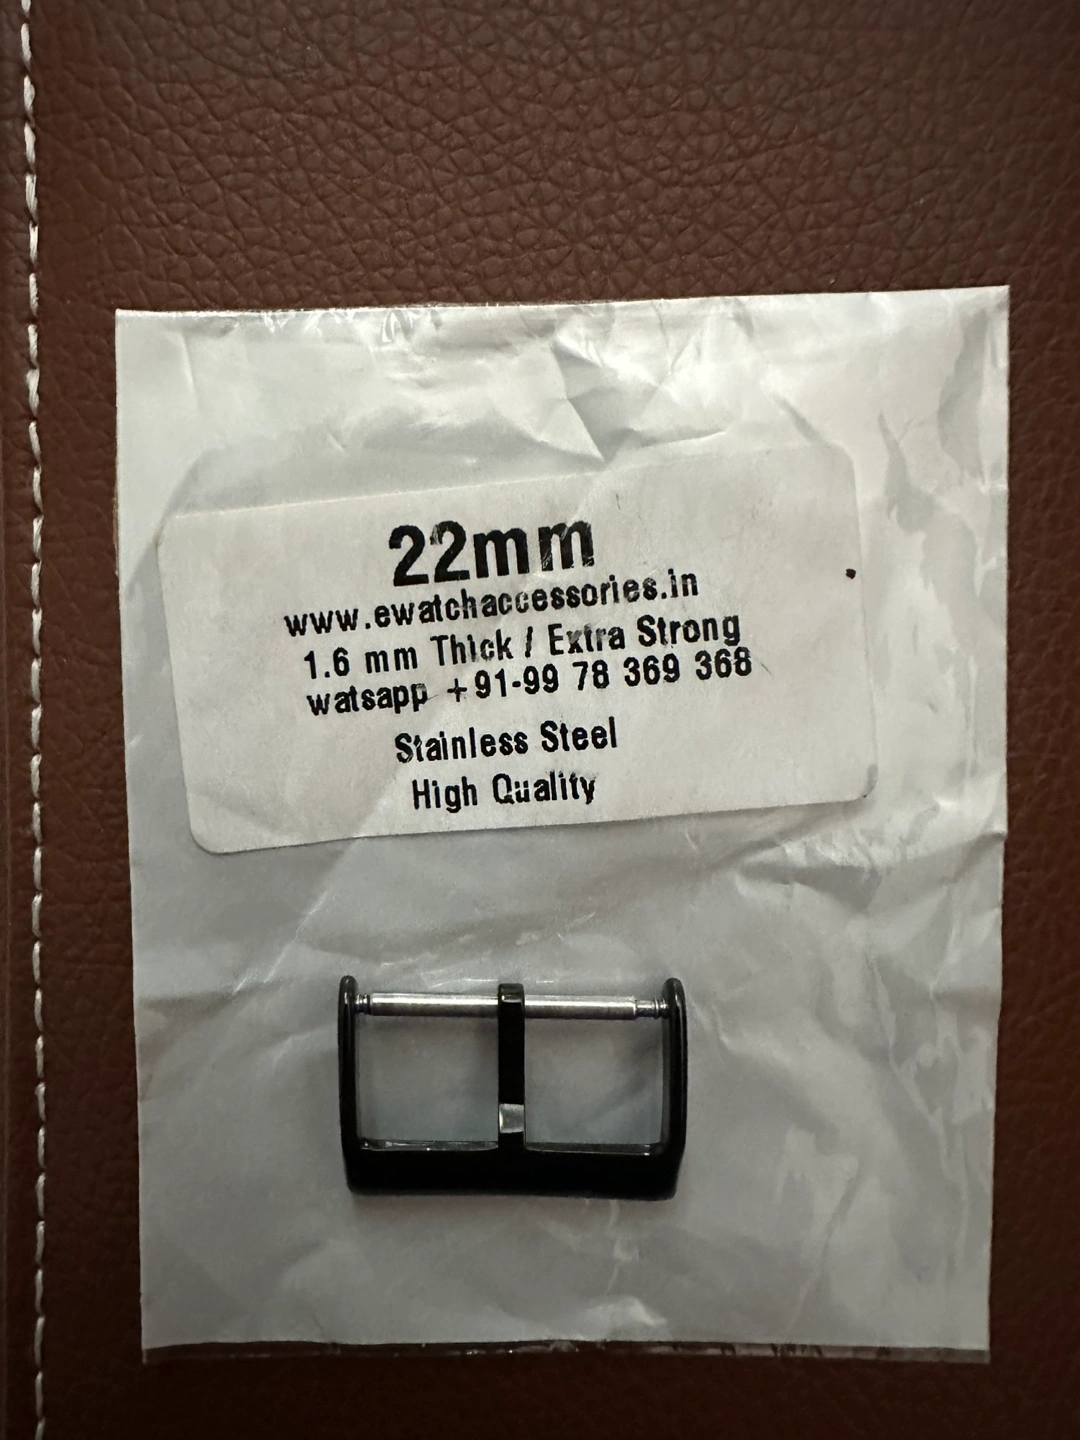 22mm
www.ewatchaccessories.in
1.6 mm Thick / Extra Strong
watsapp +91-99 78 369 368
Stainless Steel
High Quality